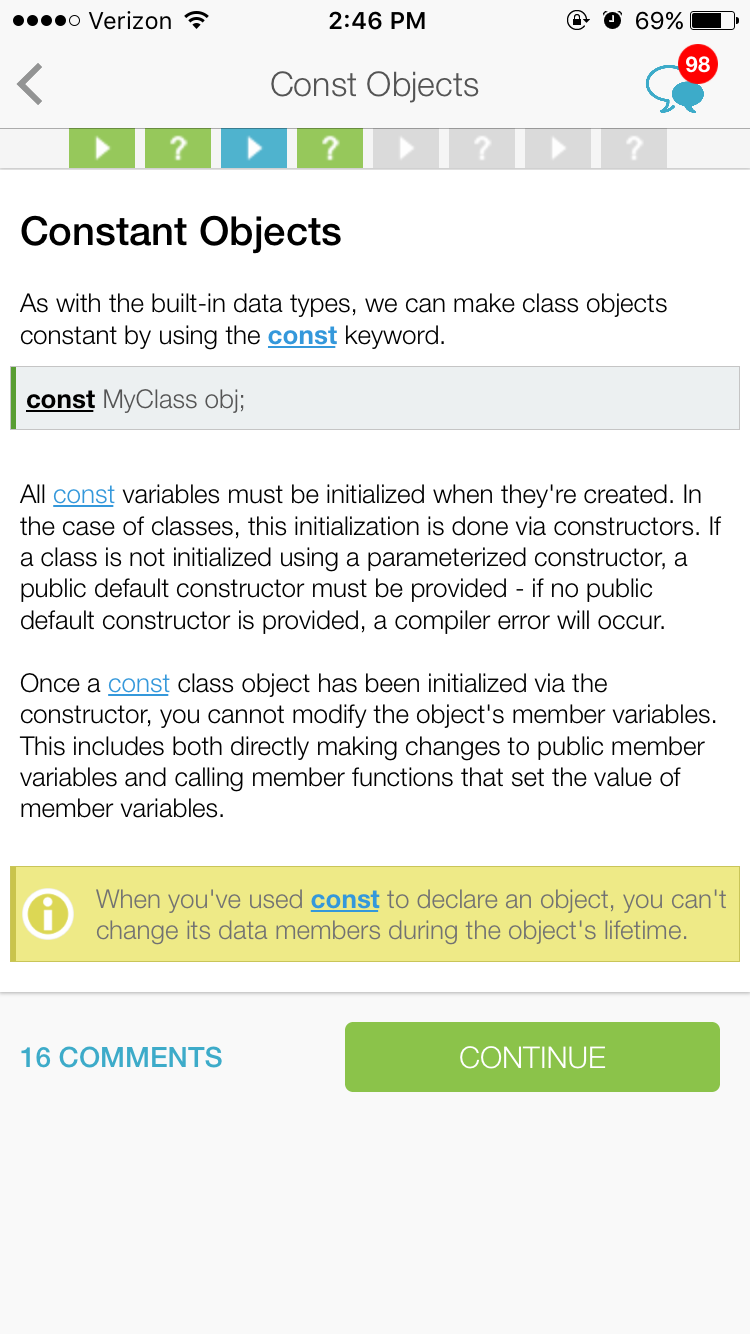 Verizon 2:46 PM 69%
Const Objects 98
? ? ? ?
Constant Objects
As with the built-in data types, we can make class objects
constant by using the const keyword.
const MyClass obj;
All const variables must be initialized when they're created. In
the case of classes, this initialization is done via constructors. If
a class is not initialized using a parameterized constructor, a
public default constructor must be provided - if no public
default constructor is provided, a compiler error will occur.
Once a const class object has been initialized via the
constructor, you cannot modify the object's member variables.
This includes both directly making changes to public member
variables and calling member functions that set the value of
member variables.
When you've used const to declare an object, you can't
change its data members during the object's lifetime.
16 COMMENTS CONTINUE